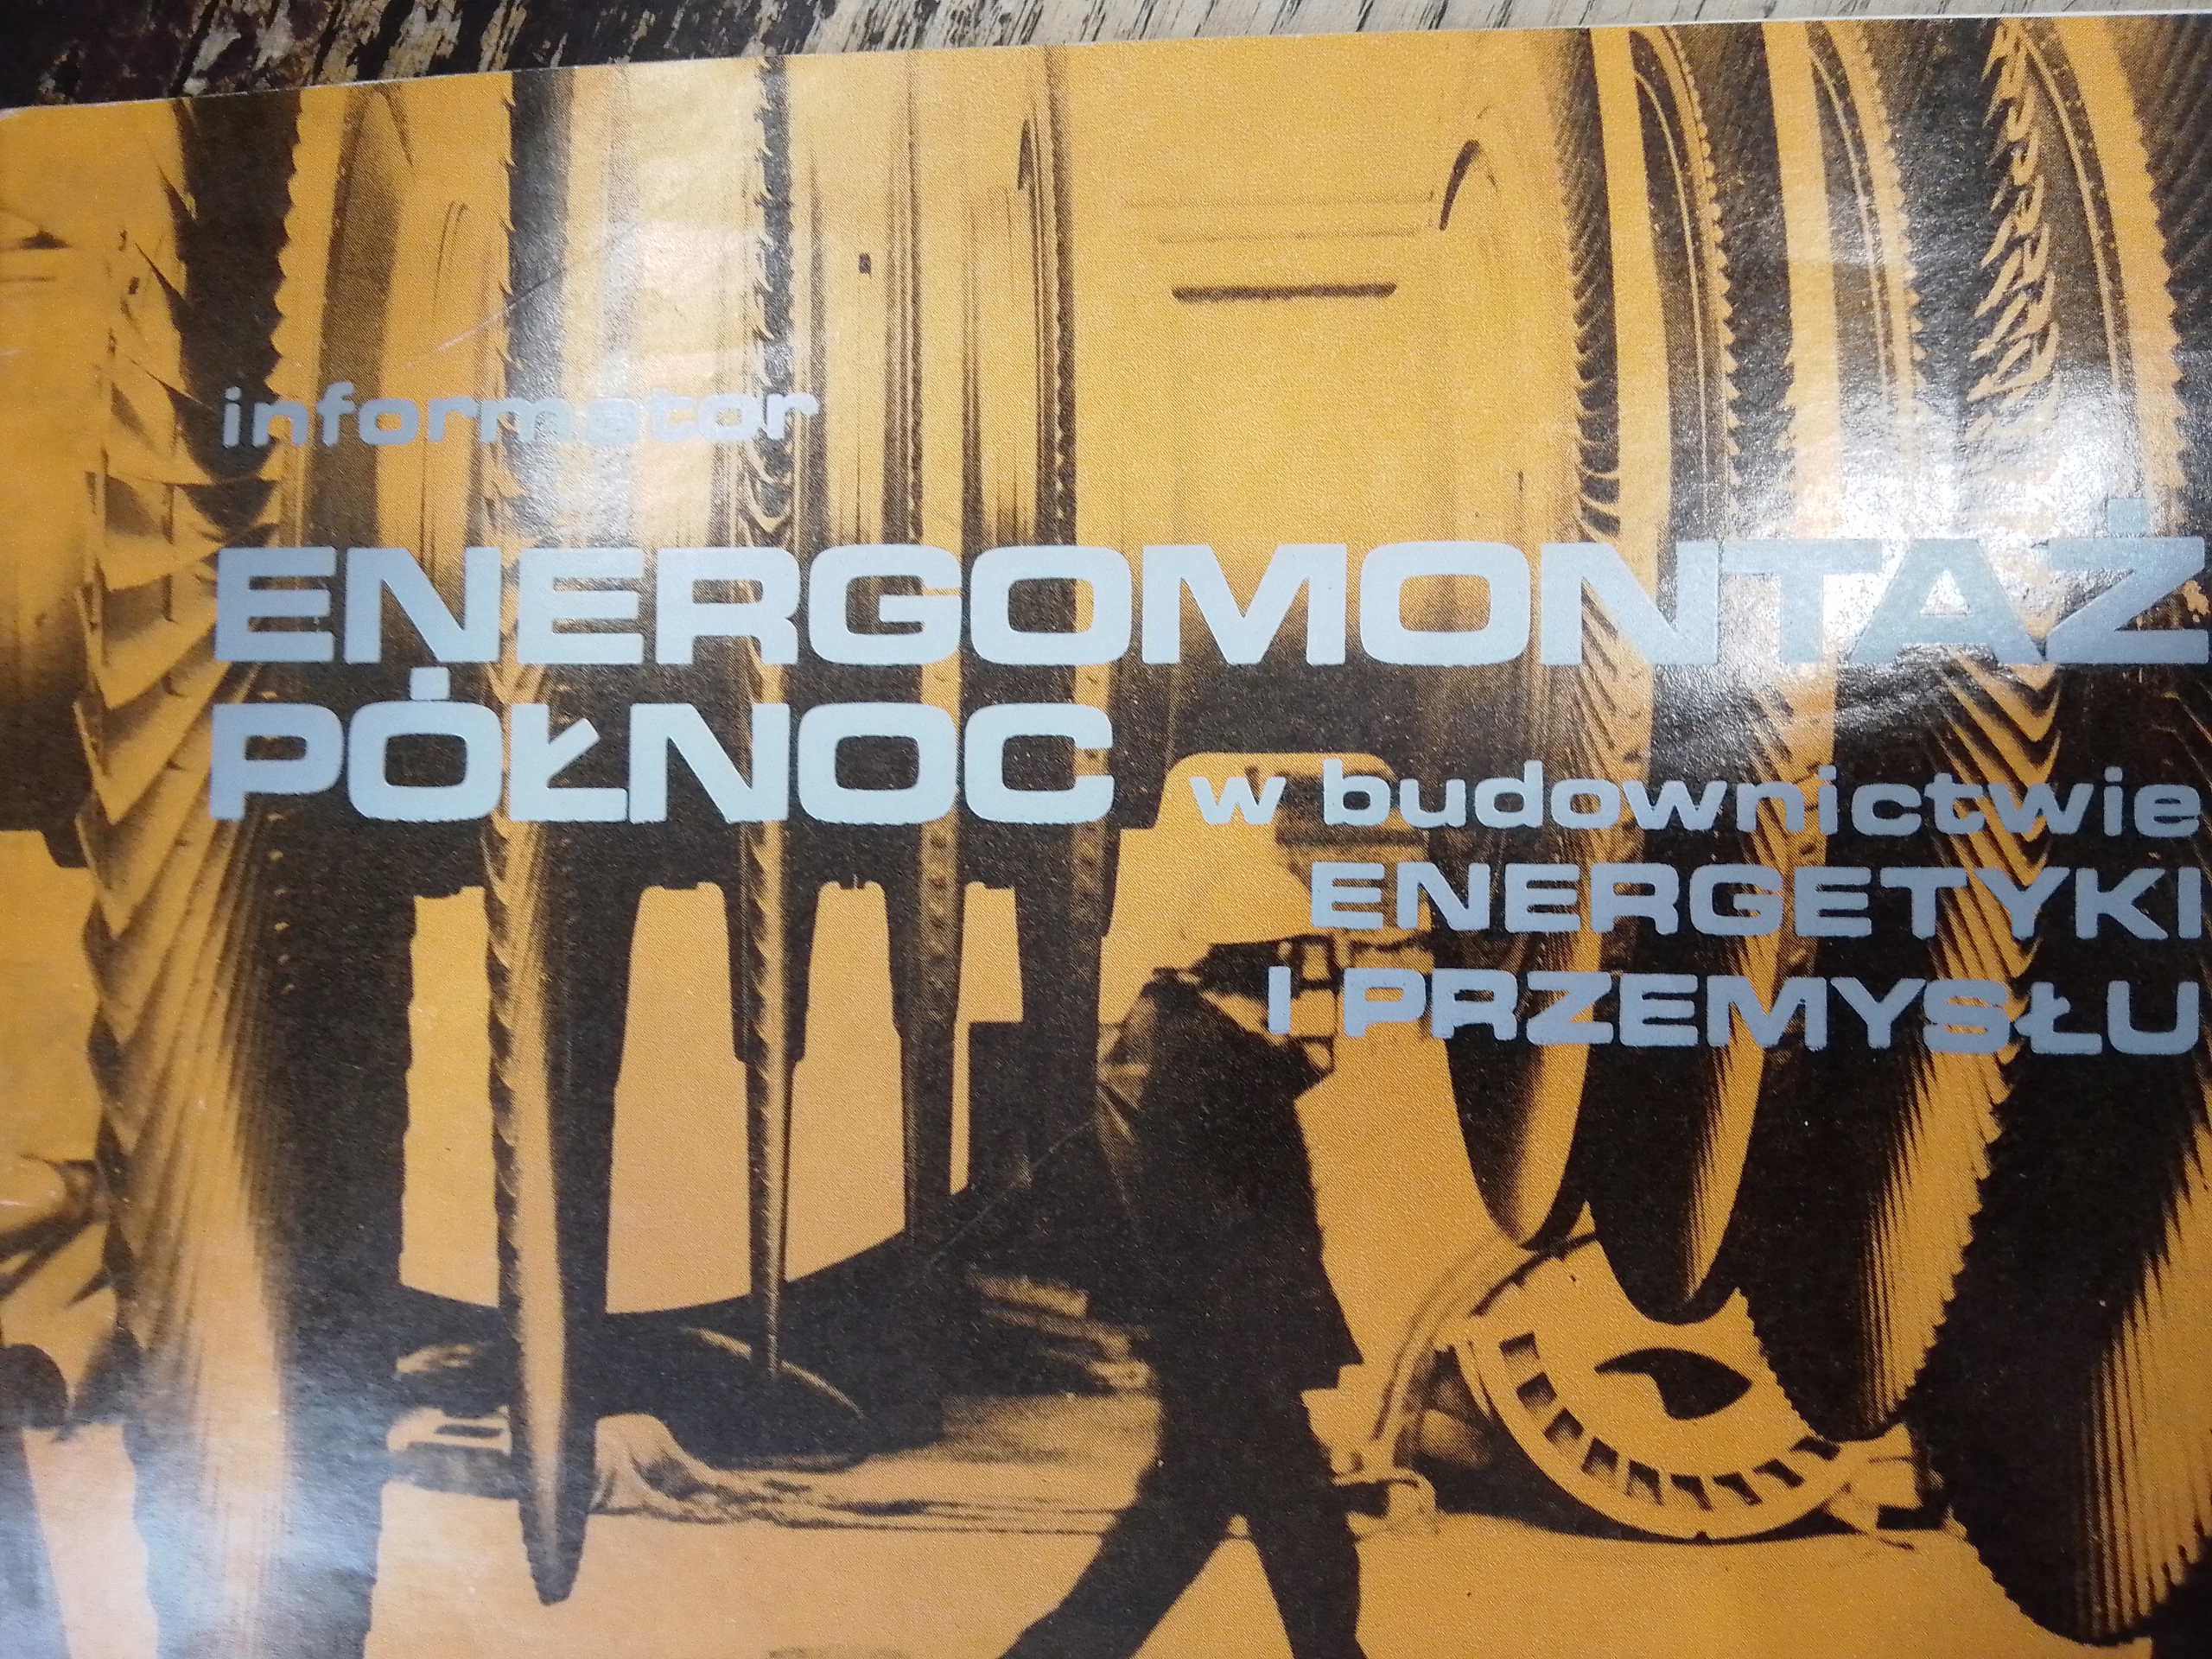 informator
ENERGOMONTAŻ
PÓŁNOC w budownictwie
ENERGETYKI
I PRZEMYSŁU